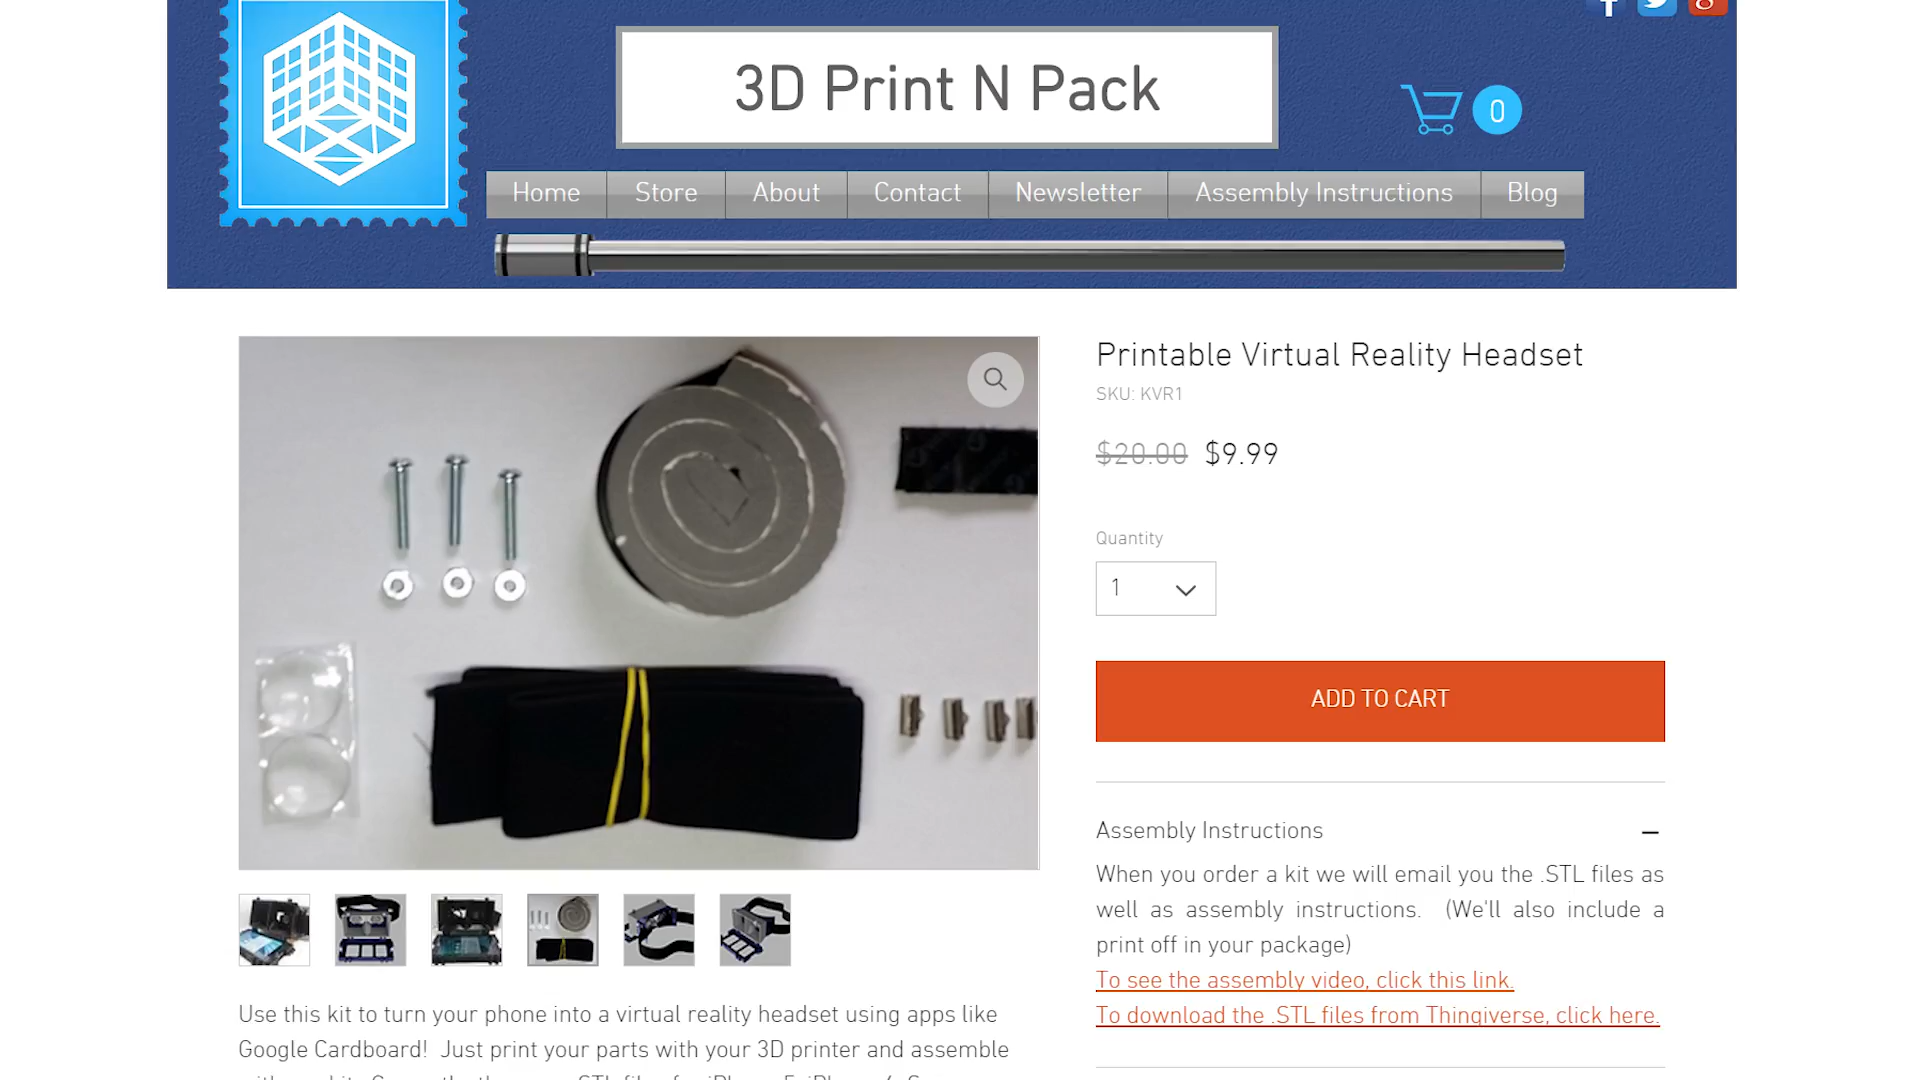 3D Print N Pack
0
Home Store About Contact Newsletter Assembly Instructions Blog
Printable Virtual Reality Headset
SKU: KVR1
$20.00 $9.99
Quantity
1
ADD TO CART
Assembly Instructions
When you order a kit we will email you the .STL files as
well as assembly instructions. (We'll also include a
print off in your package)
To see the assembly video, click this link.
To download the .STL files from Thingiverse, click here.
Use this kit to turn your phone into a virtual reality headset using apps like
Google Cardboard! Just print your parts with your 3D printer and assemble